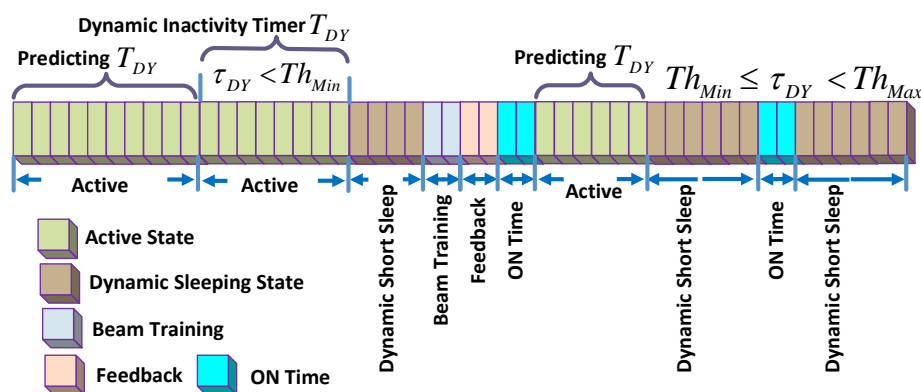 Dynamic Inactivity Timer T_DY
Predicting T_DY
τ_DY < Th_Min
Predicting T_DY
Th_Min ≤ τ_DY < Th_Max
Active
Active
Dynamic Short Sleep
Beam Training
Feedback
ON Time
Active
Dynamic Short Sleep
ON Time
Dynamic Short Sleep
Active State
Dynamic Sleeping State
Beam Training
Feedback
ON Time